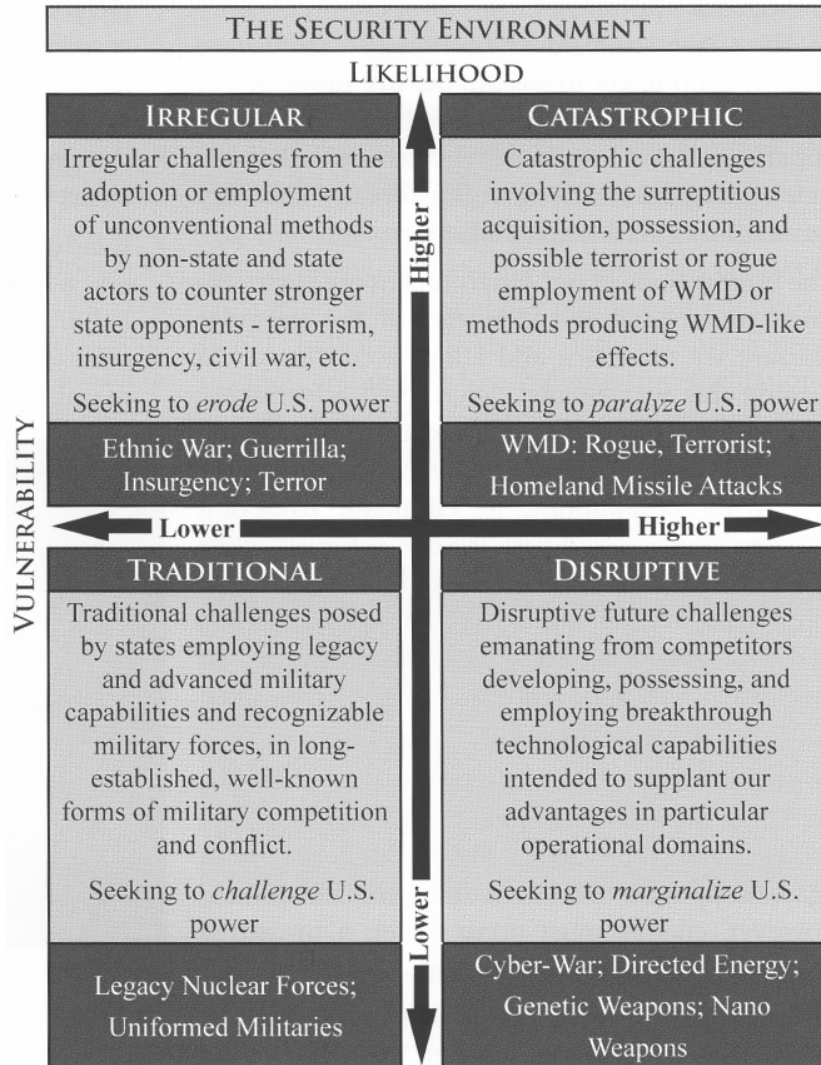 THE SECURITY ENVIRONMENT
LIKELIHOOD
IRREGULAR
Irregular challenges from the
adoption or employment
of unconventional methods
by non-state and state
actors to counter stronger
state opponents - terrorism,
insurgency, civil war, etc.
Seeking to erode U.S. power
Ethnic War; Guerrilla;
Insurgency; Terror
Higher
CATASTROPHIC
Catastrophic challenges
involving the surreptitious
acquisition, possession, and
possible terrorist or rogue
employment of WMD or
methods producing WMD-like
effects.
Seeking to paralyze U.S. power
WMD: Rogue, Terrorist;
Homeland Missile Attacks
VULNERABILITY
Lower
Higher
TRADITIONAL
Traditional challenges posed
by states employing legacy
and advanced military
capabilities and recognizable
military forces, in long-
established, well-known
forms of military competition
and conflict.
Seeking to challenge U.S.
power
Legacy Nuclear Forces;
Uniformed Militaries
Lower
DISRUPTIVE
Disruptive future challenges
emanating from competitors
developing, possessing, and
employing breakthrough
technological capabilities
intended to supplant our
advantages in particular
operational domains.
Seeking to marginalize U.S.
power
Cyber-War; Directed Energy;
Genetic Weapons; Nano
Weapons